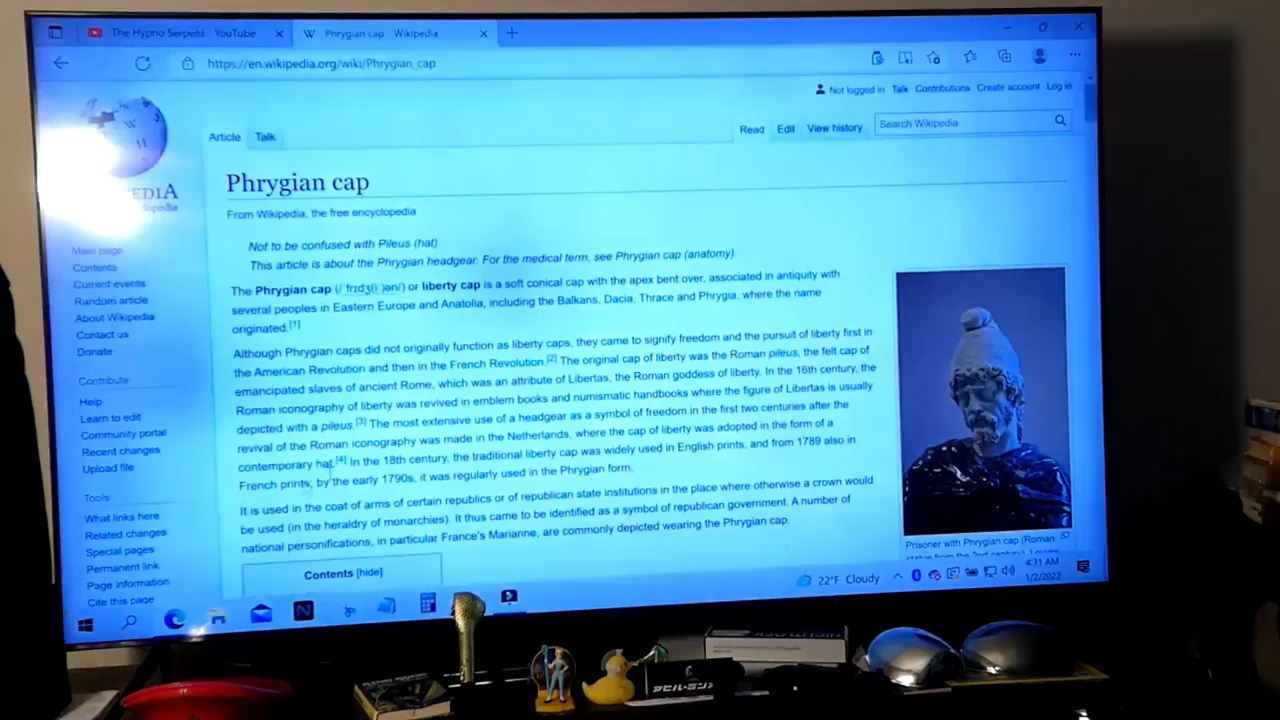 The Hypno Serpent - YouTube
Phrygian cap - Wikipedia
https://en.wikipedia.org/wiki/Phrygian_cap
Not logged in Talk Contributions Create account Log in
Article Talk
Read Edit View history
Search Wikipedia
Phrygian cap
From Wikipedia, the free encyclopedia
Not to be confused with Pileus (hat)
This article is about the Phrygian headgear. For the medical term, see Phrygian cap (anatomy).
The Phrygian cap (/ˈfrɪdʒ(iː)ən/) or liberty cap is a soft conical cap with the apex bent over, associated in antiquity with
several peoples in Eastern Europe and Anatolia, including the Balkans, Dacia, Thrace and Phrygia, where the name
originated.[1]
Although Phrygian caps did not originally function as liberty caps, they came to signify freedom and the pursuit of liberty first in
the American Revolution and then in the French Revolution.[2] The original cap of liberty was the Roman pileus, the felt cap of
emancipated slaves of ancient Rome, which was an attribute of Libertas, the Roman goddess of liberty. In the 16th century, the
Roman iconography of liberty was revived in emblem books and numismatic handbooks where the figure of Libertas is usually
depicted with a pileus.[3] The most extensive use of a headgear as a symbol of freedom in the first two centuries after the
revival of the Roman iconography was made in the Netherlands, where the cap of liberty was adopted in the form of a
contemporary hat.[4] In the 18th century, the traditional liberty cap was widely used in English prints, and from 1789 also in
French prints; by the early 1790s, it was regularly used in the Phrygian form.
It is used in the coat of arms of certain republics or of republican state institutions in the place where otherwise a crown would
be used (in the heraldry of monarchies). It thus came to be identified as a symbol of republican government. A number of
national personifications, in particular France's Marianne, are commonly depicted wearing the Phrygian cap.
Contents [hide]
Prisoner with Phrygian cap (Roman
statue from the 2nd century), Louvre
PEDIA
lopedia
Main page
Contents
Current events
Random article
About Wikipedia
Contact us
Donate
Contribute
Help
Learn to edit
Community portal
Recent changes
Upload file
Tools
What links here
Related changes
Special pages
Permanent link
Page information
Cite this page
22°F Cloudy
4:31 AM
1/2/2022